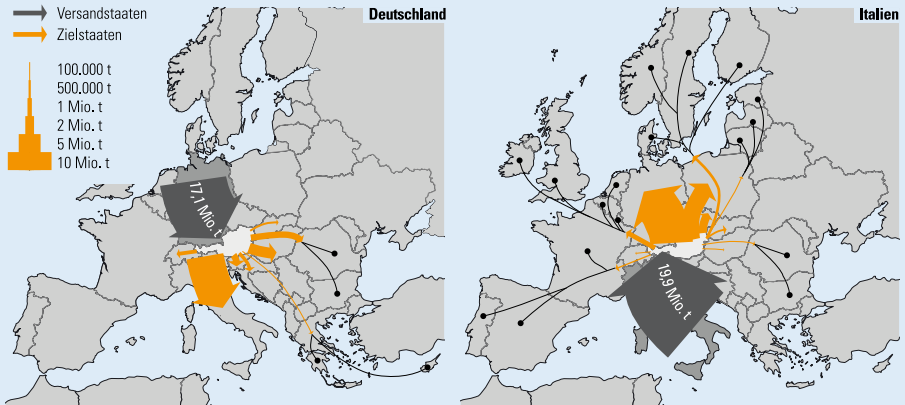 Versandstaaten
Zielstaaten
100.000 t
500.000 t
1 Mio. t
2 Mio. t
5 Mio. t
10 Mio. t
Deutschland
17,1 Mio. t
Italien
19,9 Mio. t